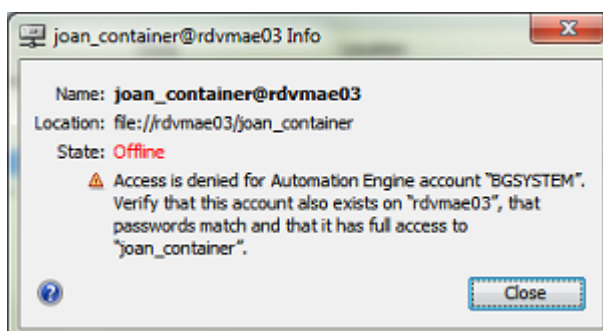 joan_container@rdvmae03 Info
Name: joan_container@rdvmae03
Location: file://rdvmae03/joan_container
State: Offline
Access is denied for Automation Engine account "BGSYSTEM".
Verify that this account also exists on "rdvmae03", that
passwords match and that it has full access to
"joan_container".
Close